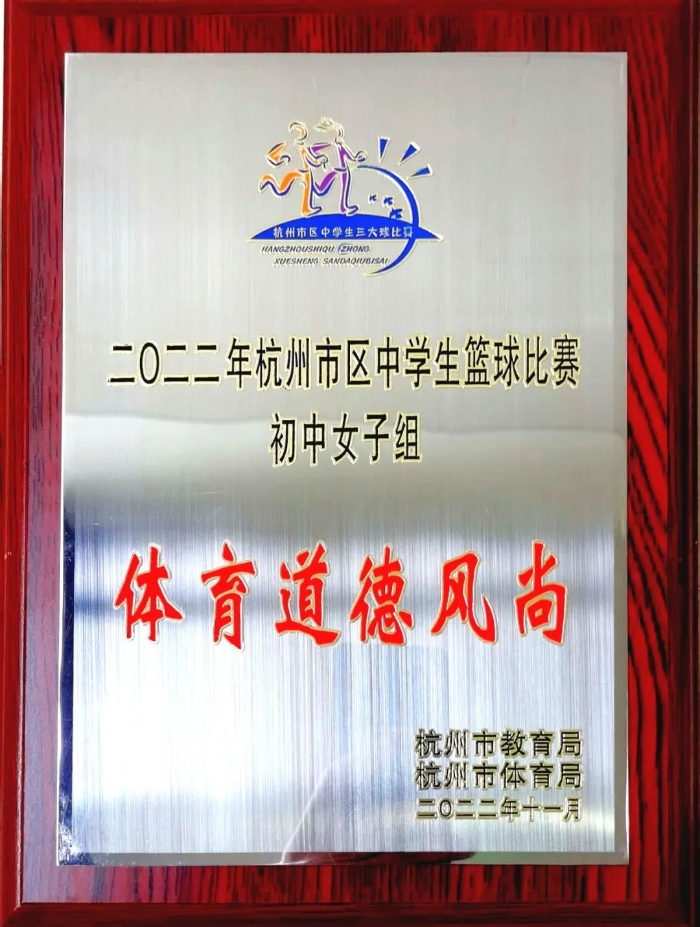 杭州市区中学生三大球比赛
HANGZHOUSHIQU ZHONG
XUESHENG SANDAQIUBISAI
二〇二二年杭州市区中学生篮球比赛
初中女子组
体育道德风尚
杭州市教育局
杭州市体育局
二〇二二年十一月